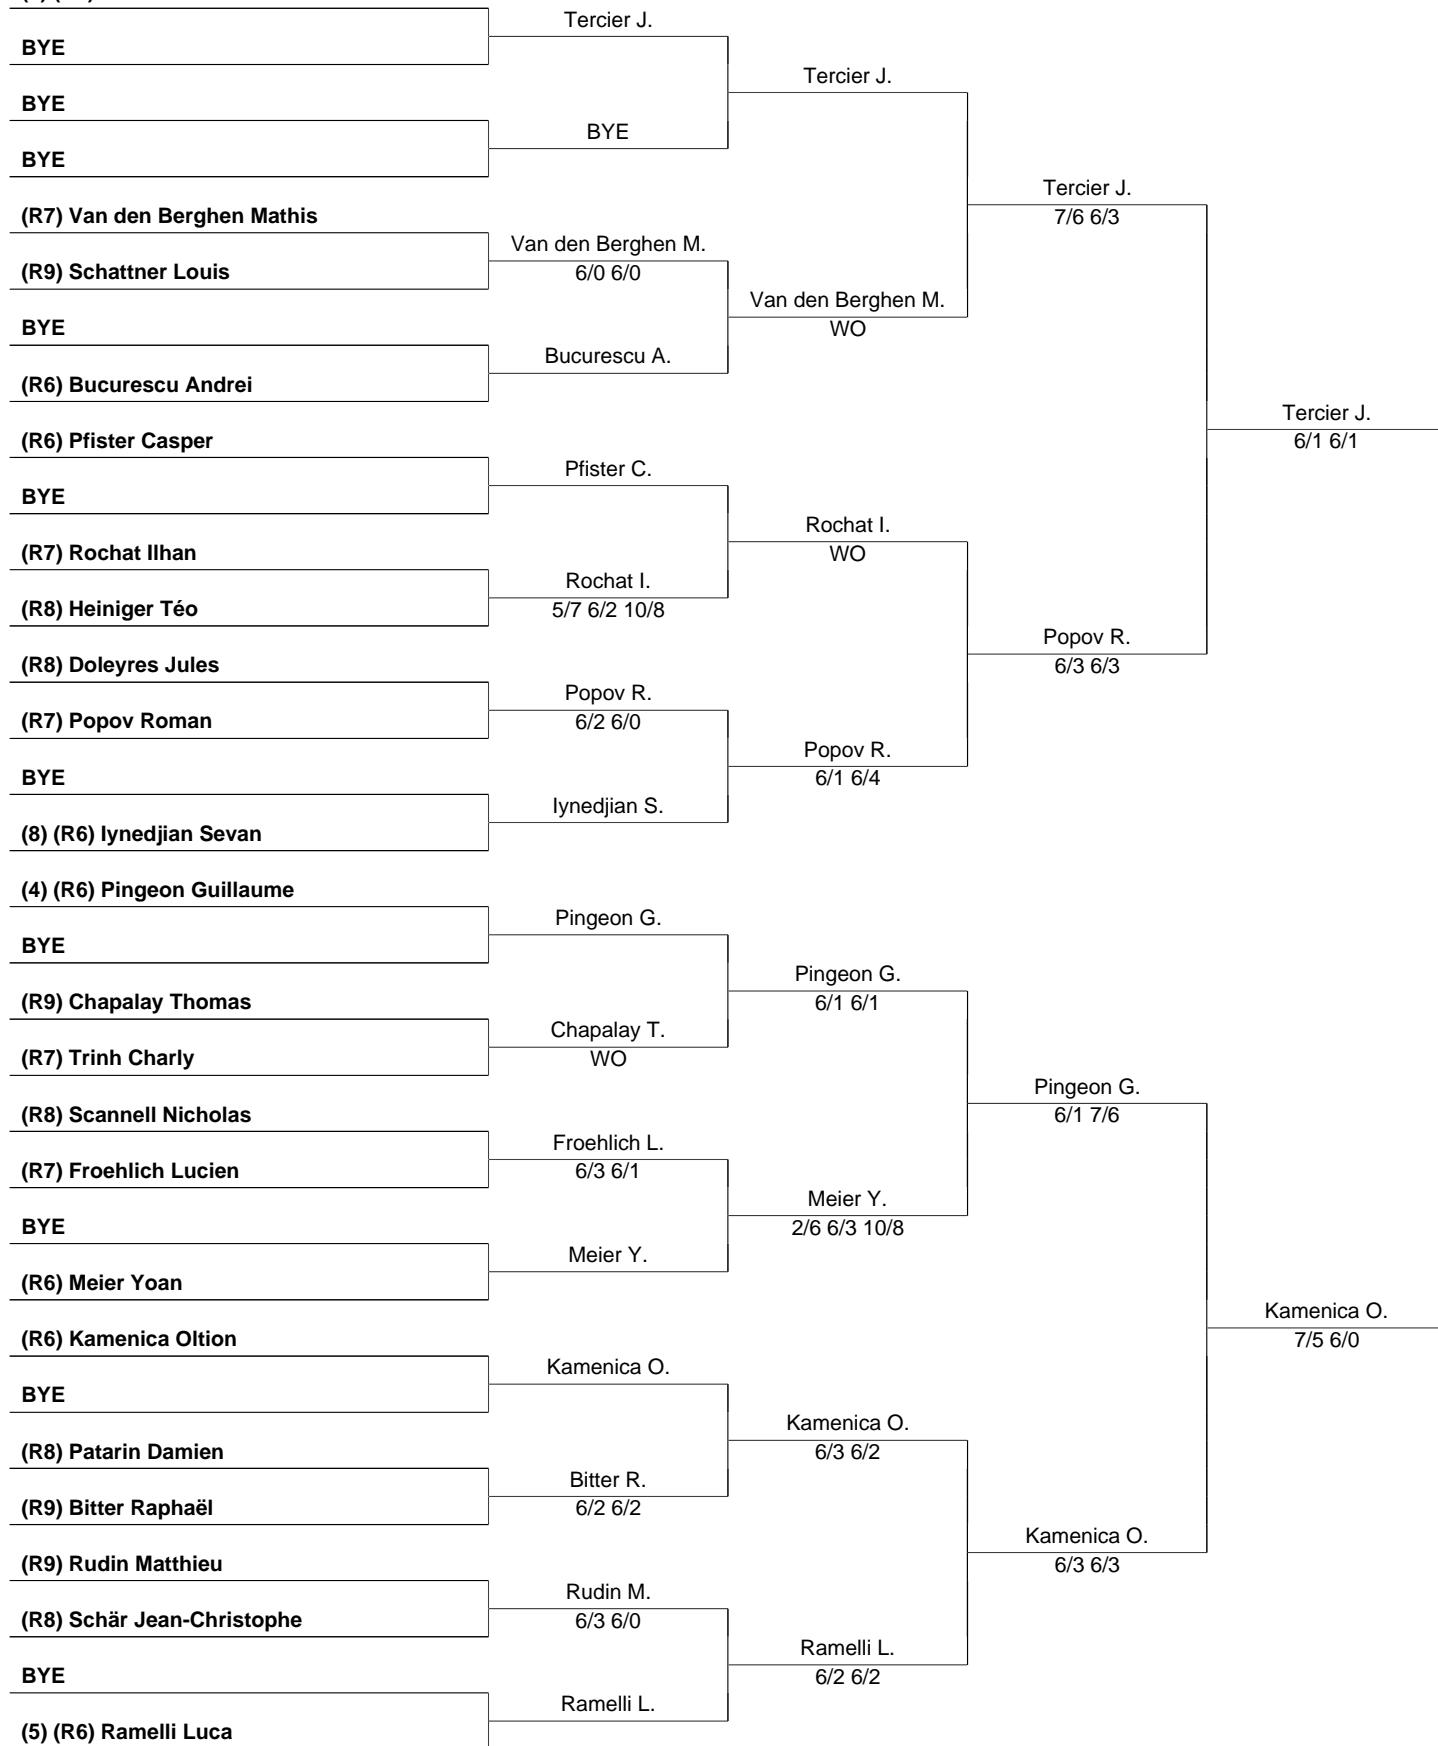 BYE
BYE
BYE
(R7) Van den Berghen Mathis
(R9) Schattner Louis
BYE
(R6) Bucurescu Andrei
(R6) Pfister Casper
BYE
(R7) Rochat Ilhan
(R8) Heiniger Téo
(R8) Doleyres Jules
(R7) Popov Roman
BYE
(8) (R6) Iynedjian Sevan
(4) (R6) Pingeon Guillaume
BYE
(R9) Chapalay Thomas
(R7) Trinh Charly
(R8) Scannell Nicholas
(R7) Froehlich Lucien
BYE
(R6) Meier Yoan
(R6) Kamenica Oltion
BYE
(R8) Patarin Damien
(R9) Bitter Raphaël
(R9) Rudin Matthieu
(R8) Schär Jean-Christophe
BYE
(5) (R6) Ramelli Luca
Tercier J.
BYE
Van den Berghen M.
6/0 6/0
Bucurescu A.
Pfister C.
Rochat I.
5/7 6/2 10/8
Popov R.
6/2 6/0
Iynedjian S.
Pingeon G.
Chapalay T.
WO
Froehlich L.
6/3 6/1
Meier Y.
Kamenica O.
Bitter R.
6/2 6/2
Rudin M.
6/3 6/0
Ramelli L.
Tercier J.
Van den Berghen M.
WO
Rochat I.
WO
Popov R.
6/1 6/4
Pingeon G.
6/1 6/1
Meier Y.
2/6 6/3 10/8
Kamenica O.
6/3 6/2
Ramelli L.
6/2 6/2
Tercier J.
7/6 6/3
Popov R.
6/3 6/3
Pingeon G.
6/1 7/6
Kamenica O.
6/3 6/3
Tercier J.
6/1 6/1
Kamenica O.
7/5 6/0